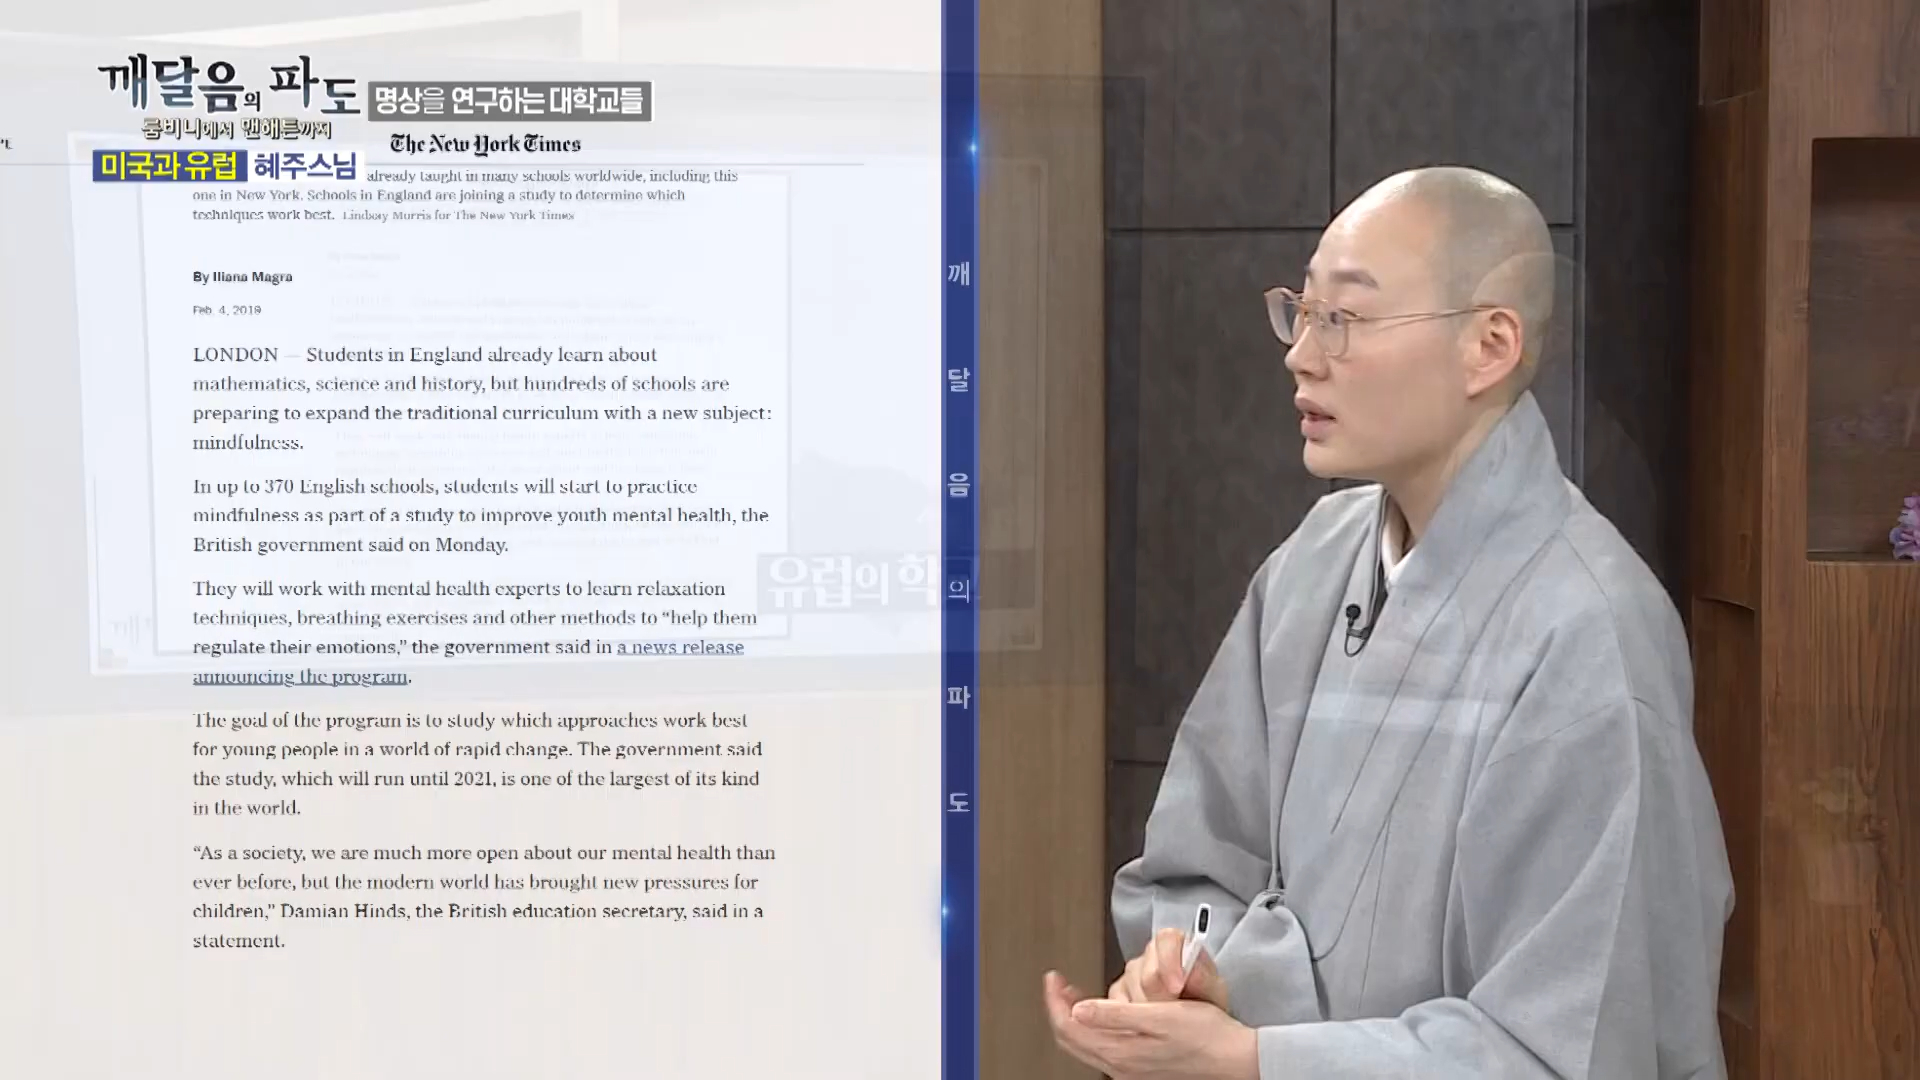 깨달음의 파도
룸비니에서 맨해튼까지
명상을 연구하는 대학교들
미국과 유럽 혜주스님
The New York Times
already taught in many schools worldwide, including this
one in New York. Schools in England are joining a study to determine which
techniques work best. Lindsay Morris for The New York Times
By Iliana Magra
Feb. 4, 2019
LONDON — Students in England already learn about
mathematics, science and history, but hundreds of schools are
preparing to expand the traditional curriculum with a new subject:
mindfulness.
In up to 370 English schools, students will start to practice
mindfulness as part of a study to improve youth mental health, the
British government said on Monday.
They will work with mental health experts to learn relaxation
techniques, breathing exercises and other methods to “help them
regulate their emotions,” the government said in a news release
announcing the program.
The goal of the program is to study which approaches work best
for young people in a world of rapid change. The government said
the study, which will run until 2021, is one of the largest of its kind
in the world.
“As a society, we are much more open about our mental health than
ever before, but the modern world has brought new pressures for
children,” Damian Hinds, the British education secretary, said in a
statement.
유럽의
깨달음의 파도